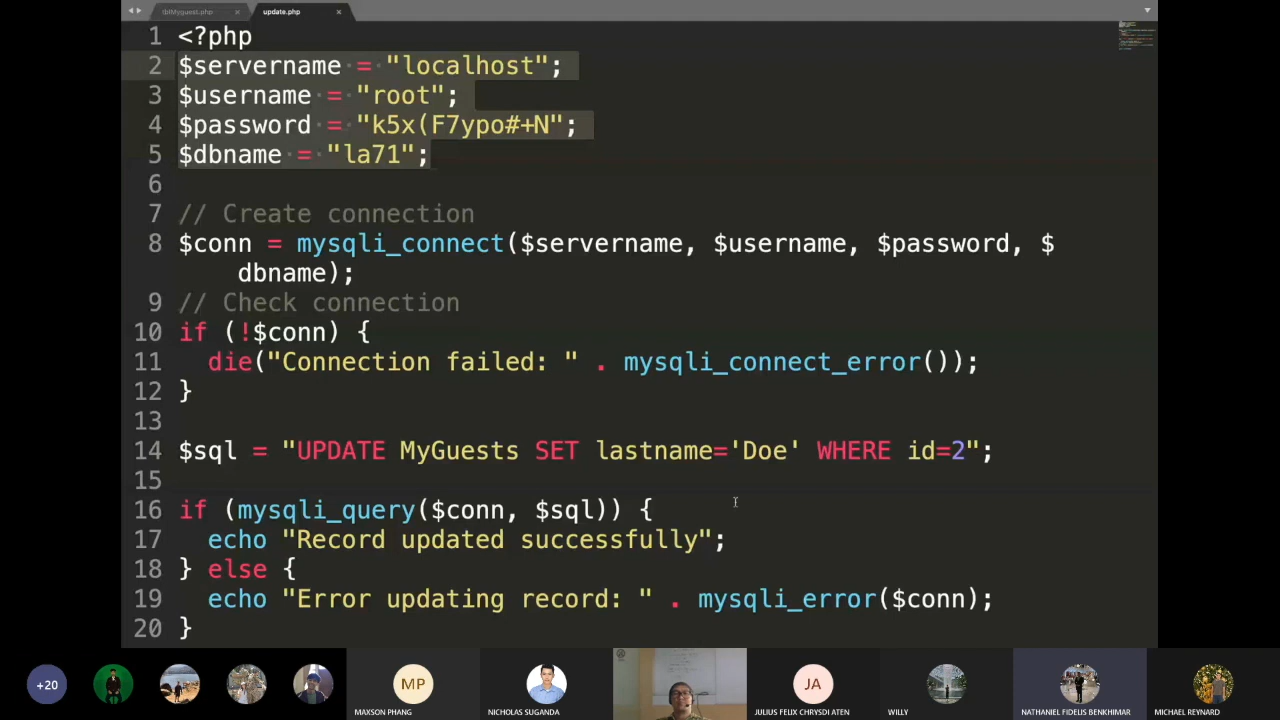 tblMyguest.php × update.php ×
1 <?php
2 $servername = "localhost";
3 $username = "root";
4 $password = "k5x(F7ypo#+N";
5 $dbname = "la71";
6
7 // Create connection
8 $conn = mysqli_connect($servername, $username, $password, $
dbname);
9 // Check connection
10 if (!$conn) {
11 die("Connection failed: " . mysqli_connect_error());
12 }
13
14 $sql = "UPDATE MyGuests SET lastname='Doe' WHERE id=2";
15
16 if (mysqli_query($conn, $sql)) {
17 echo "Record updated successfully";
18 } else {
19 echo "Error updating record: " . mysqli_error($conn);
20 }
+20 MP JA
MAXSON PHANG NICHOLAS SUGANDA JULIUS FELIX CHRYSDI ATEN WILLY NATHANIEL FIDELIS BENKHIMAR MICHAEL REYNARD